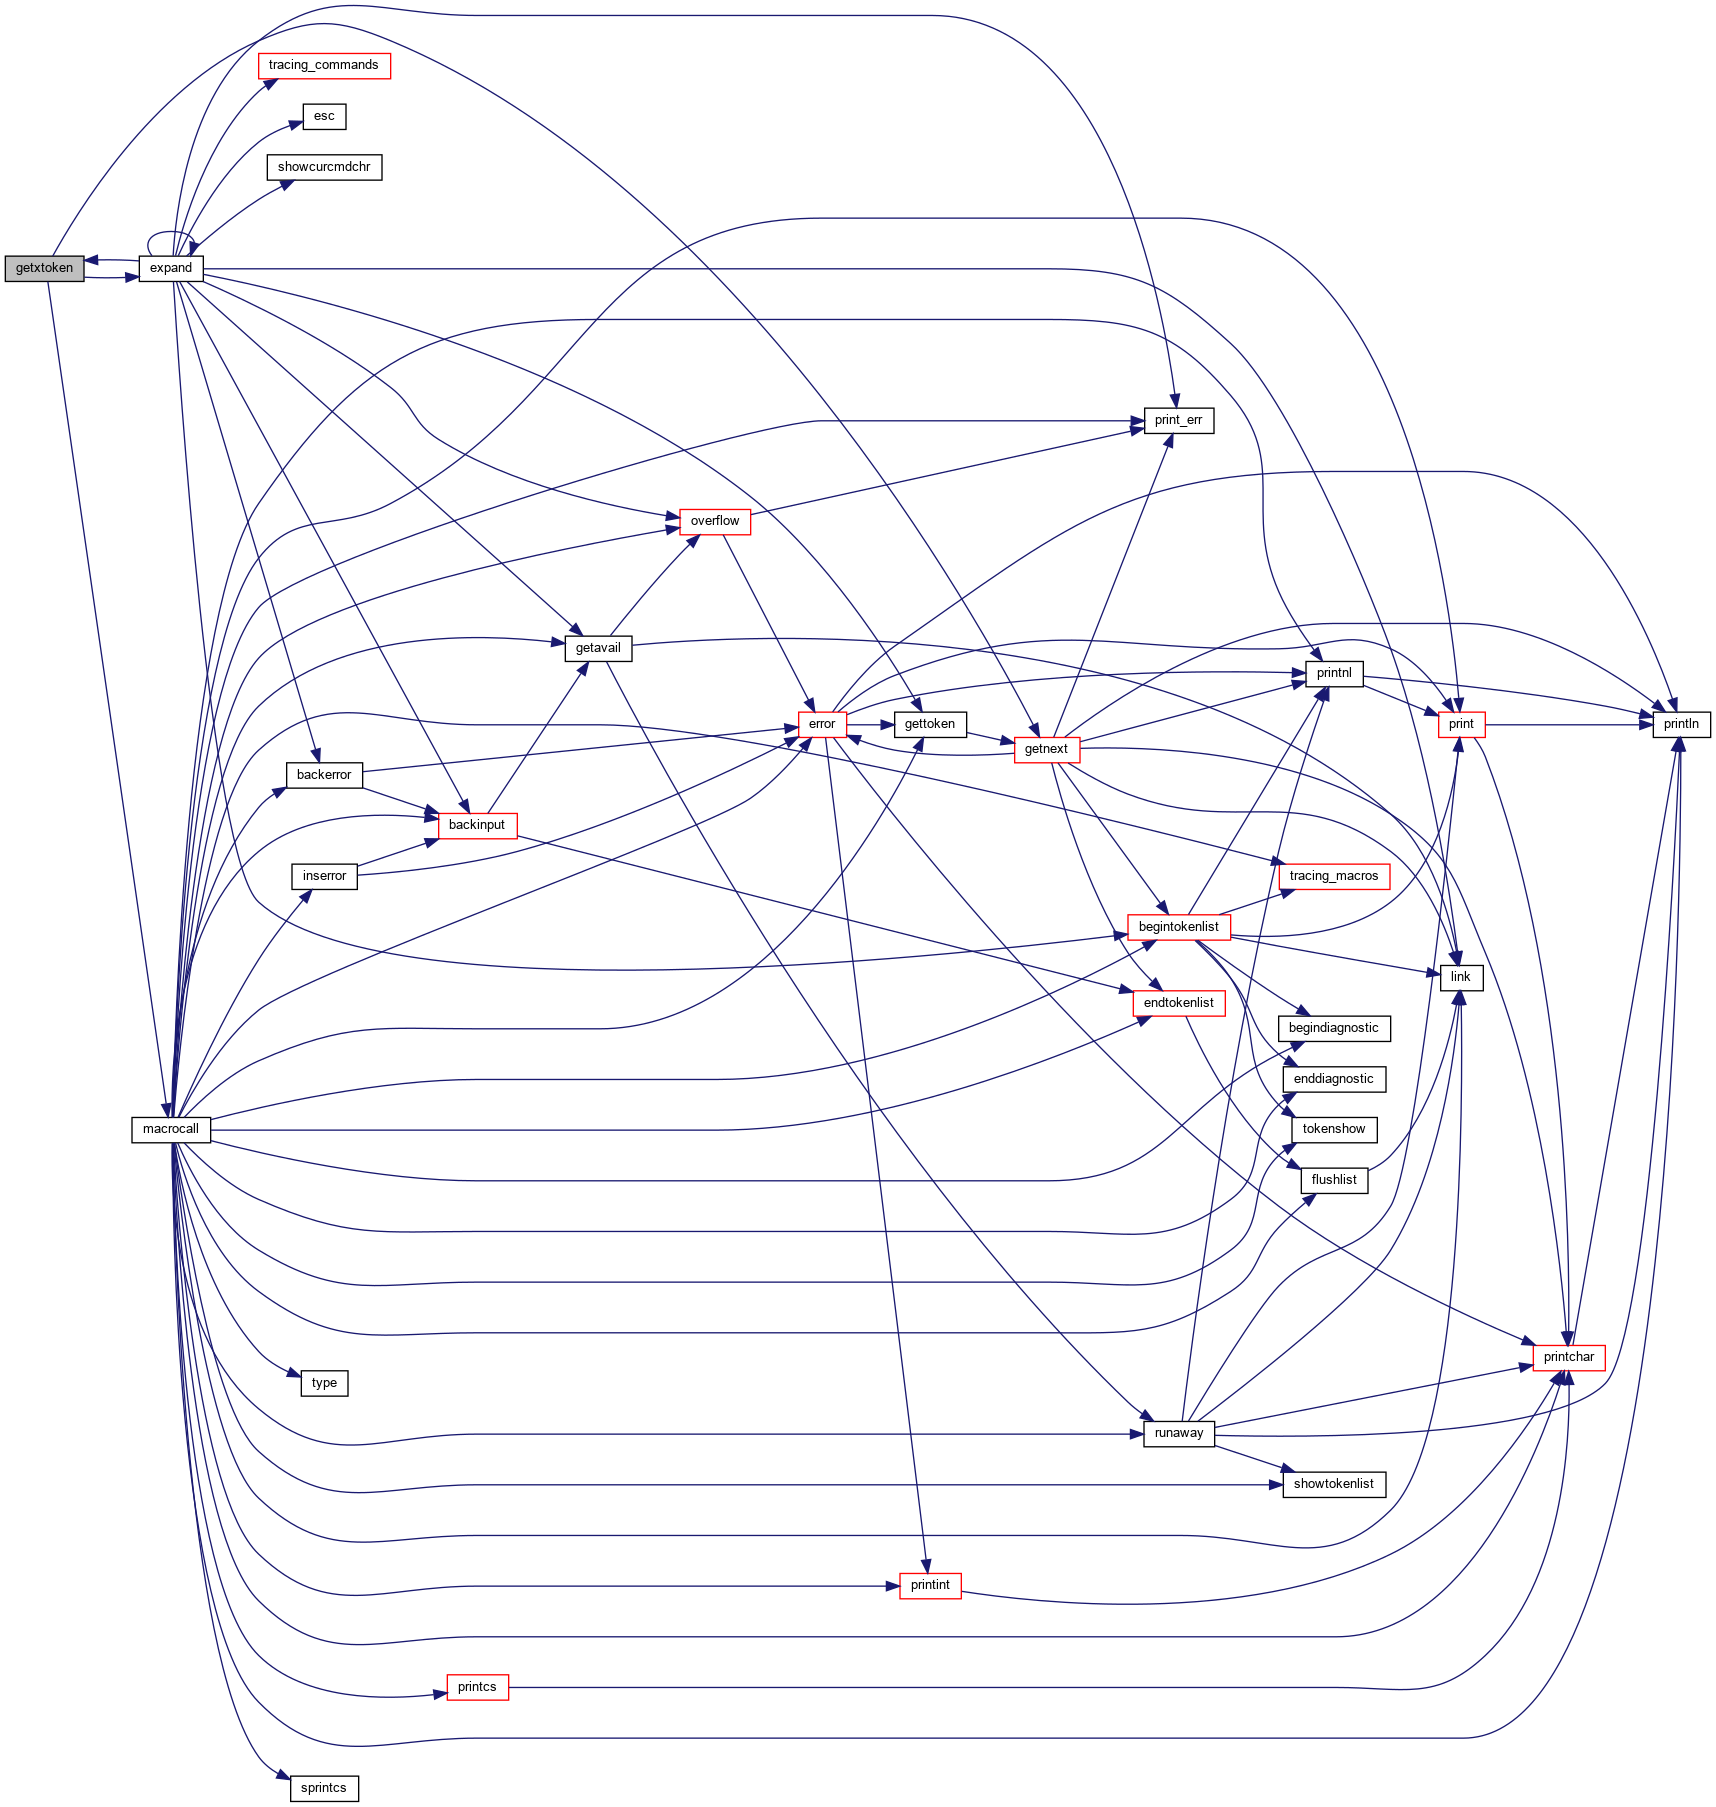 tracing_commands
esc
showcurcmdchr
getxtoken
expand
print_err
overflow
getavail
printnl
error
gettoken
print
println
getnext
backerror
backinput
inserror
tracing_macros
begintokenlist
link
endtokenlist
begindiagnostic
enddiagnostic
macrocall
tokenshow
flushlist
printchar
type
runaway
showtokenlist
printint
printcs
sprintcs